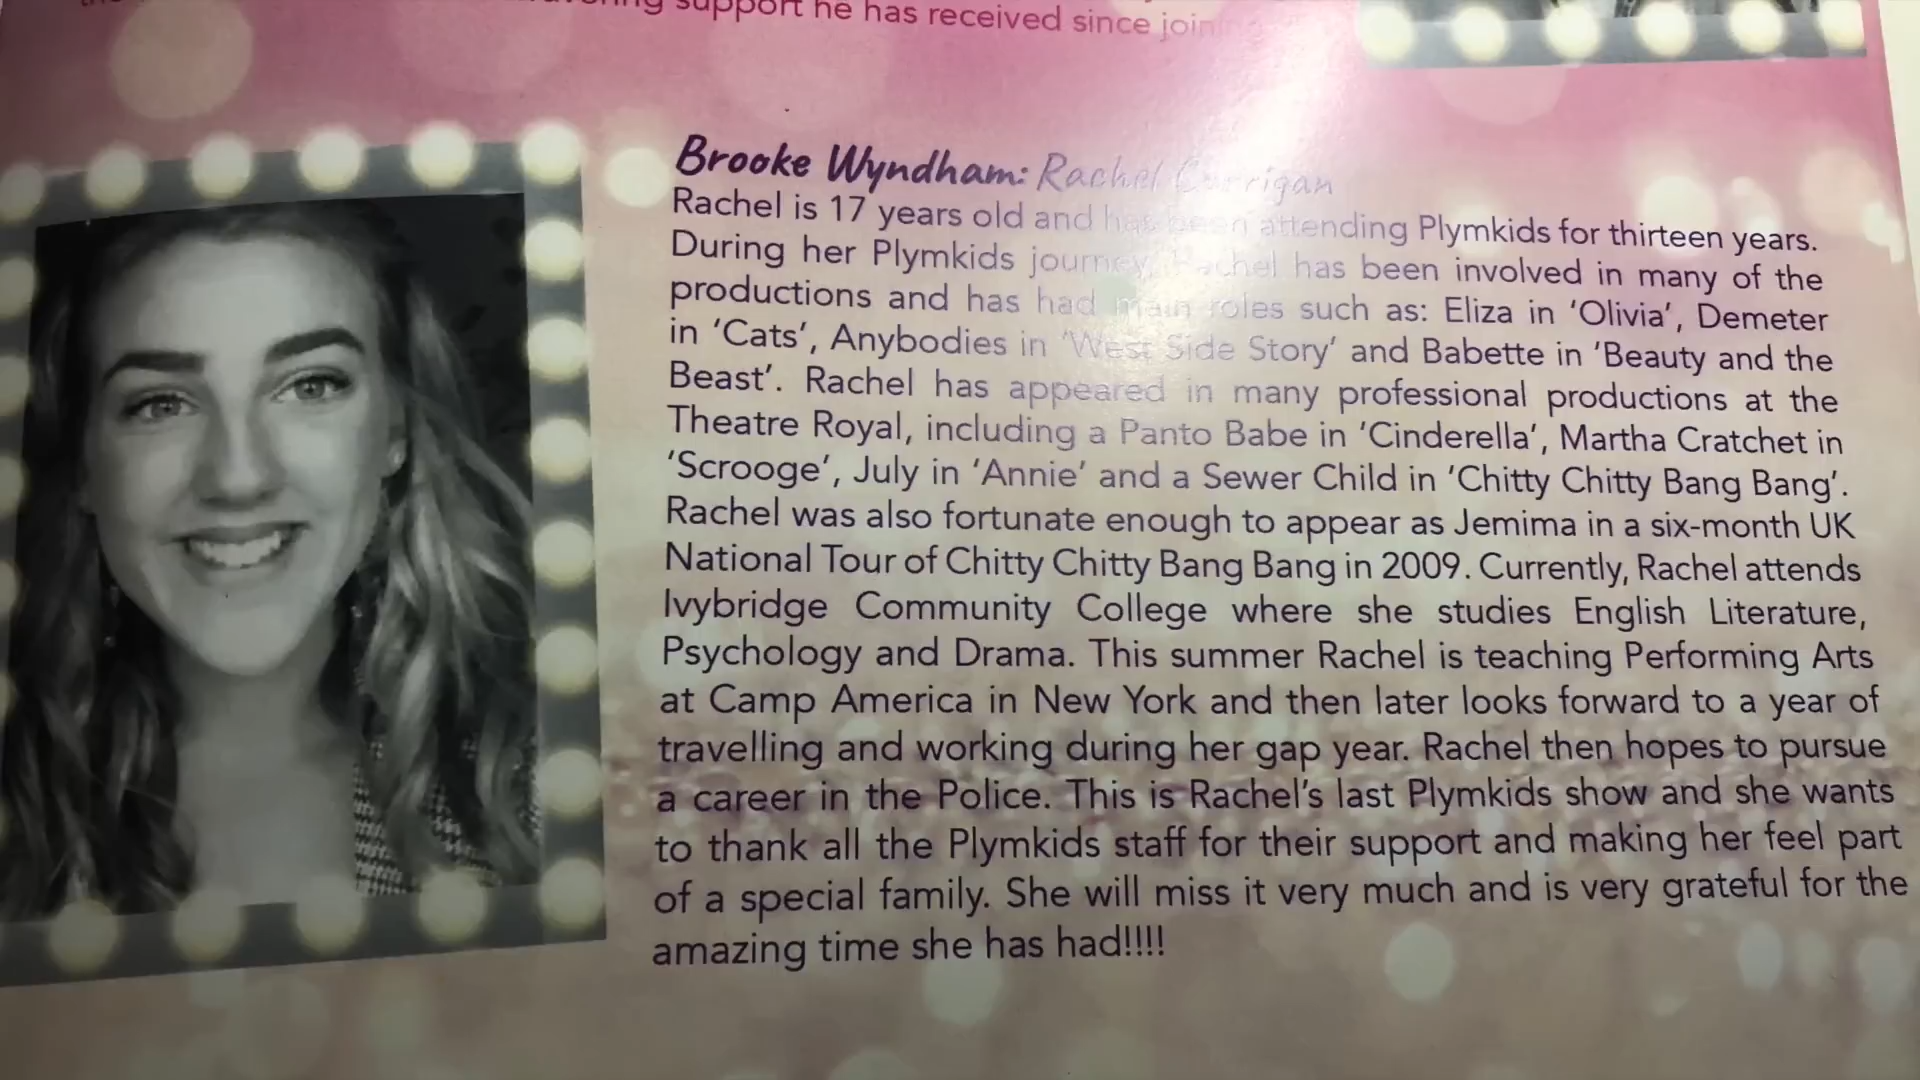 support he has received since joining
Brooke Wyndham: Rachel Corrigan
Rachel is 17 years old and has been attending Plymkids for thirteen years.
During her Plymkids journey, Rachel has been involved in many of the
productions and has had main roles such as: Eliza in ‘Olivia’, Demeter
in ‘Cats’, Anybodies in ‘West Side Story’ and Babette in ‘Beauty and the
Beast’. Rachel has appeared in many professional productions at the
Theatre Royal, including a Panto Babe in ‘Cinderella’, Martha Cratchet in
‘Scrooge’, July in ‘Annie’ and a Sewer Child in ‘Chitty Chitty Bang Bang’.
Rachel was also fortunate enough to appear as Jemima in a six-month UK
National Tour of Chitty Chitty Bang Bang in 2009. Currently, Rachel attends
Ivybridge Community College where she studies English Literature,
Psychology and Drama. This summer Rachel is teaching Performing Arts
at Camp America in New York and then later looks forward to a year of
travelling and working during her gap year. Rachel then hopes to pursue
a career in the Police. This is Rachel’s last Plymkids show and she wants
to thank all the Plymkids staff for their support and making her feel part
of a special family. She will miss it very much and is very grateful for the
amazing time she has had!!!!